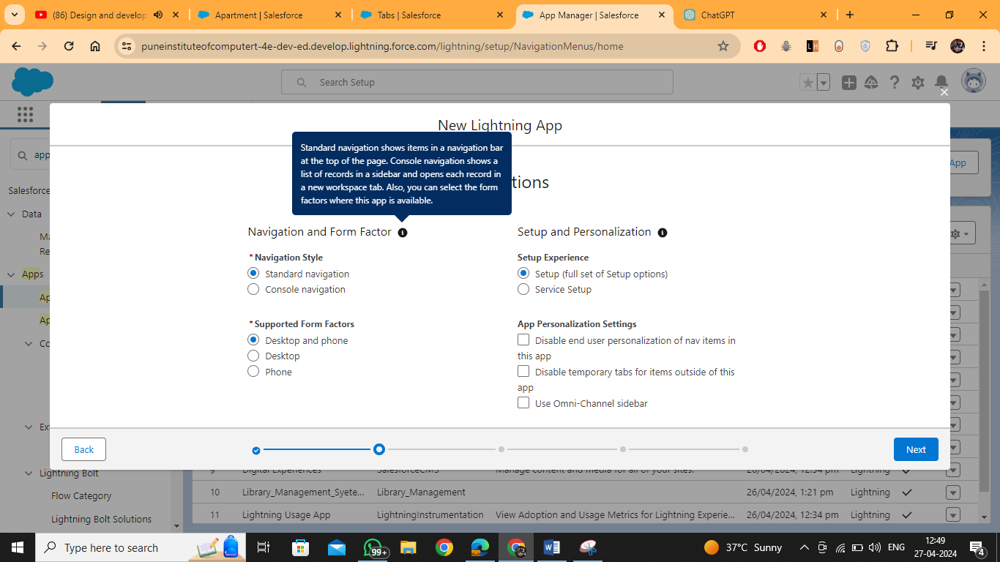 (86) Design and develop
Apartment | Salesforce
Tabs | Salesforce
App Manager | Salesforce
ChatGPT
puneinstituteofcomputert-4e-dev-ed.develop.lightning.force.com/lightning/setup/NavigationMenus/home
Search Setup
New Lightning App
app
App
Standard navigation shows items in a navigation bar
at the top of the page. Console navigation shows a
list of records in a sidebar and opens each record in
a new workspace tab. Also, you can select the form
factors where this app is available.
tions
Salesforce
Data
Ma
Re
Apps
Ap
Ap
Co
Ex
Lightning Bolt
Flow Category
Lightning Bolt Solutions
Navigation and Form Factor
*Navigation Style
Standard navigation
Console navigation
*Supported Form Factors
Desktop and phone
Desktop
Phone
Setup and Personalization
Setup Experience
Setup (full set of Setup options)
Service Setup
App Personalization Settings
Disable end user personalization of nav items in
this app
Disable temporary tabs for items outside of this
app
Use Omni-Channel sidebar
Back
Next
9 Digital Experiences SalesforceCMS Manage content and media for all of your sites. 26/04/2024, 12:34 pm Lightning
10 Library_Management_Syete... Library_Management 26/04/2024, 1:21 pm Lightning
11 Lightning Usage App LightningInstrumentation View Adoption and Usage Metrics for Lightning Experie... 26/04/2024, 12:34 pm Lightning
Type here to search
99+
37°C Sunny
ENG
12:49
27-04-2024
4